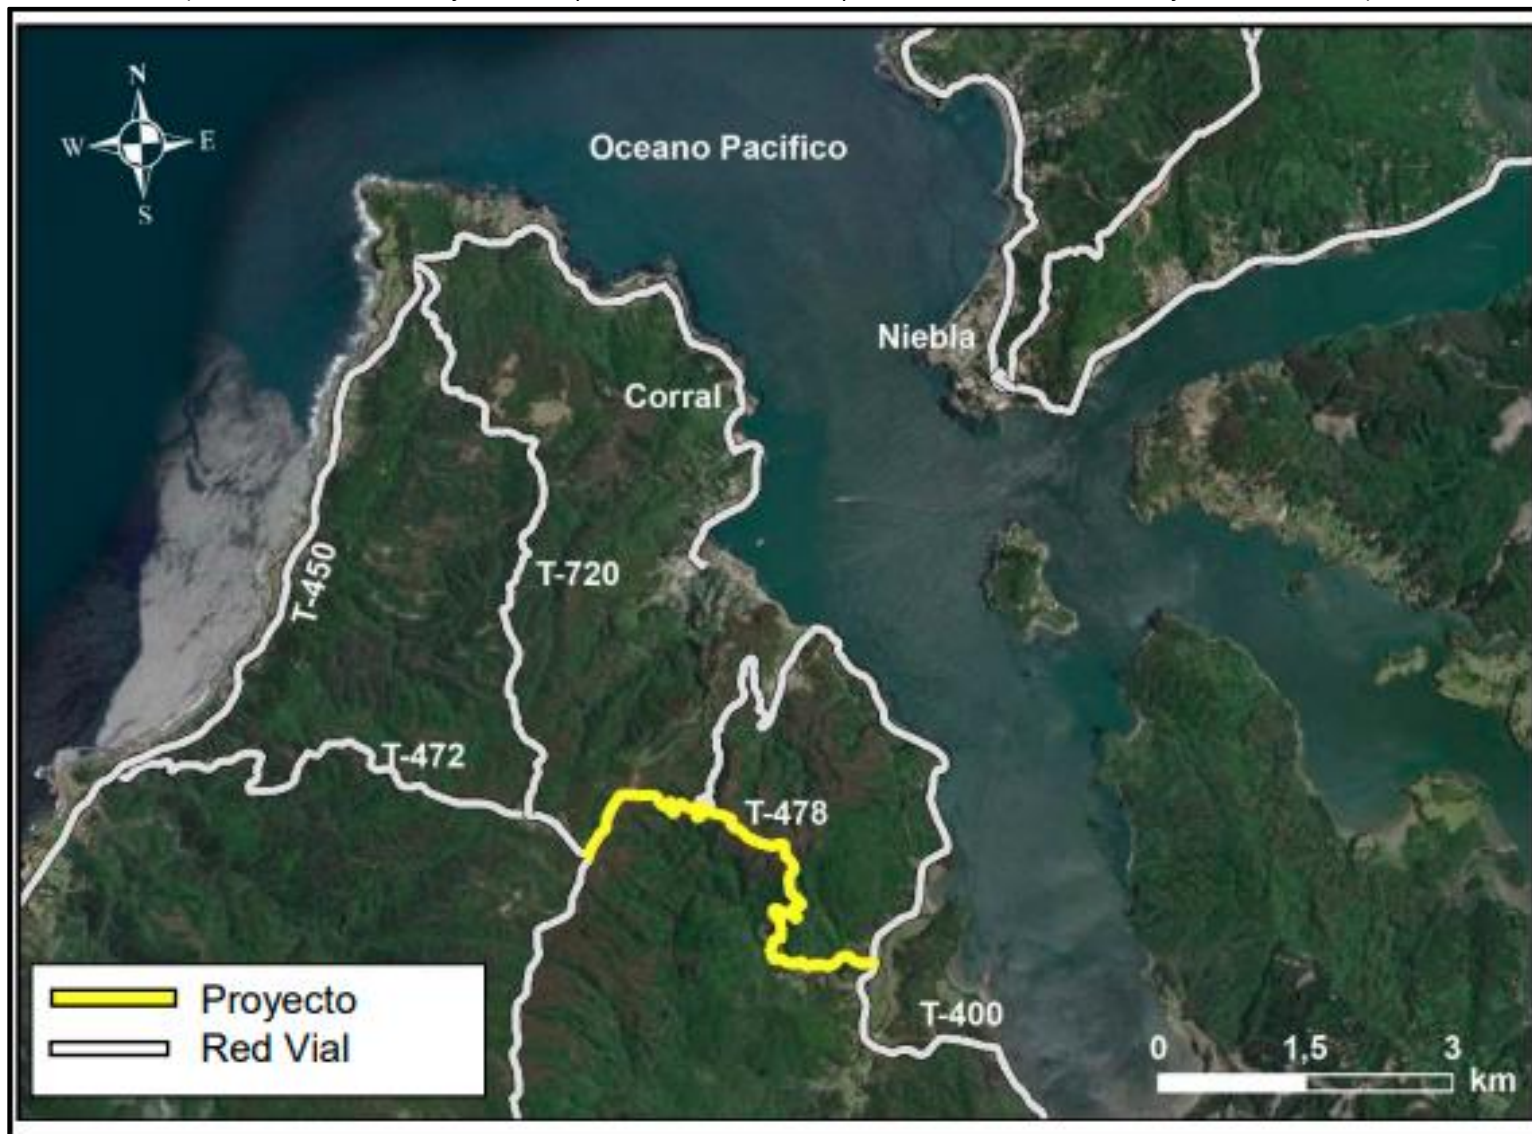 N
W E
S
Oceano Pacifico
Niebla
Corral
T-450
T-720
T-472
T-478
T-400
Proyecto
Red Vial
0 1,5 3
km